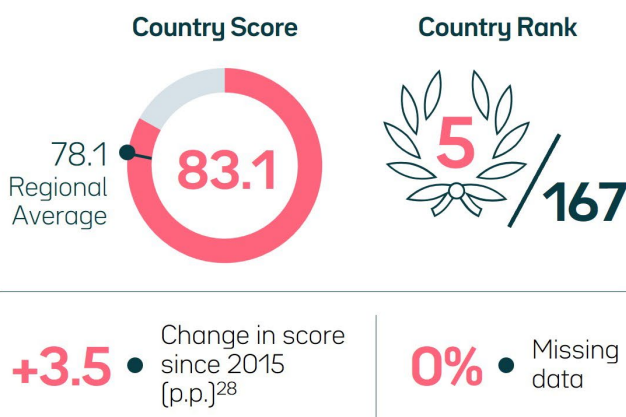 Country Score
Country Rank
78.1
Regional
Average
83.1
5
/167
+3.5
Change in score
since 2015
(p.p.)28
0%
Missing
data